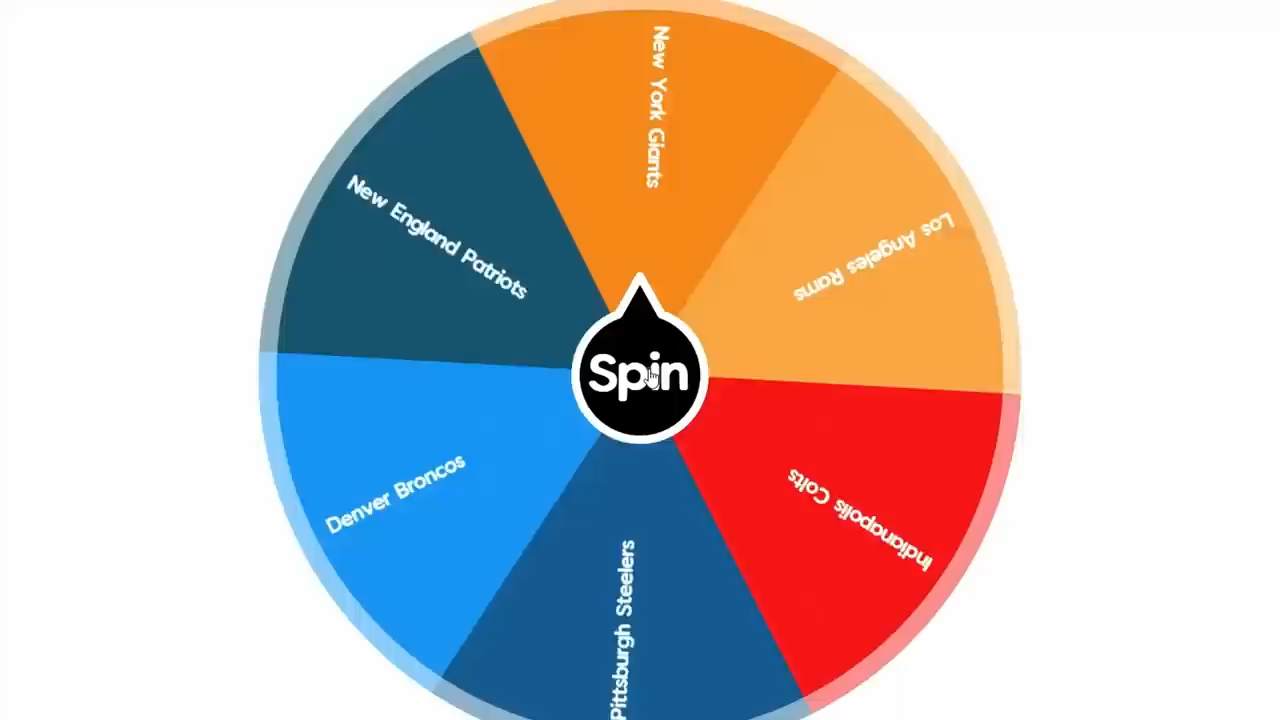 New York Giants
Los Angeles Rams
New England Patriots
Spin
Denver Broncos
Indianapolis Colts
Pittsburgh Steelers